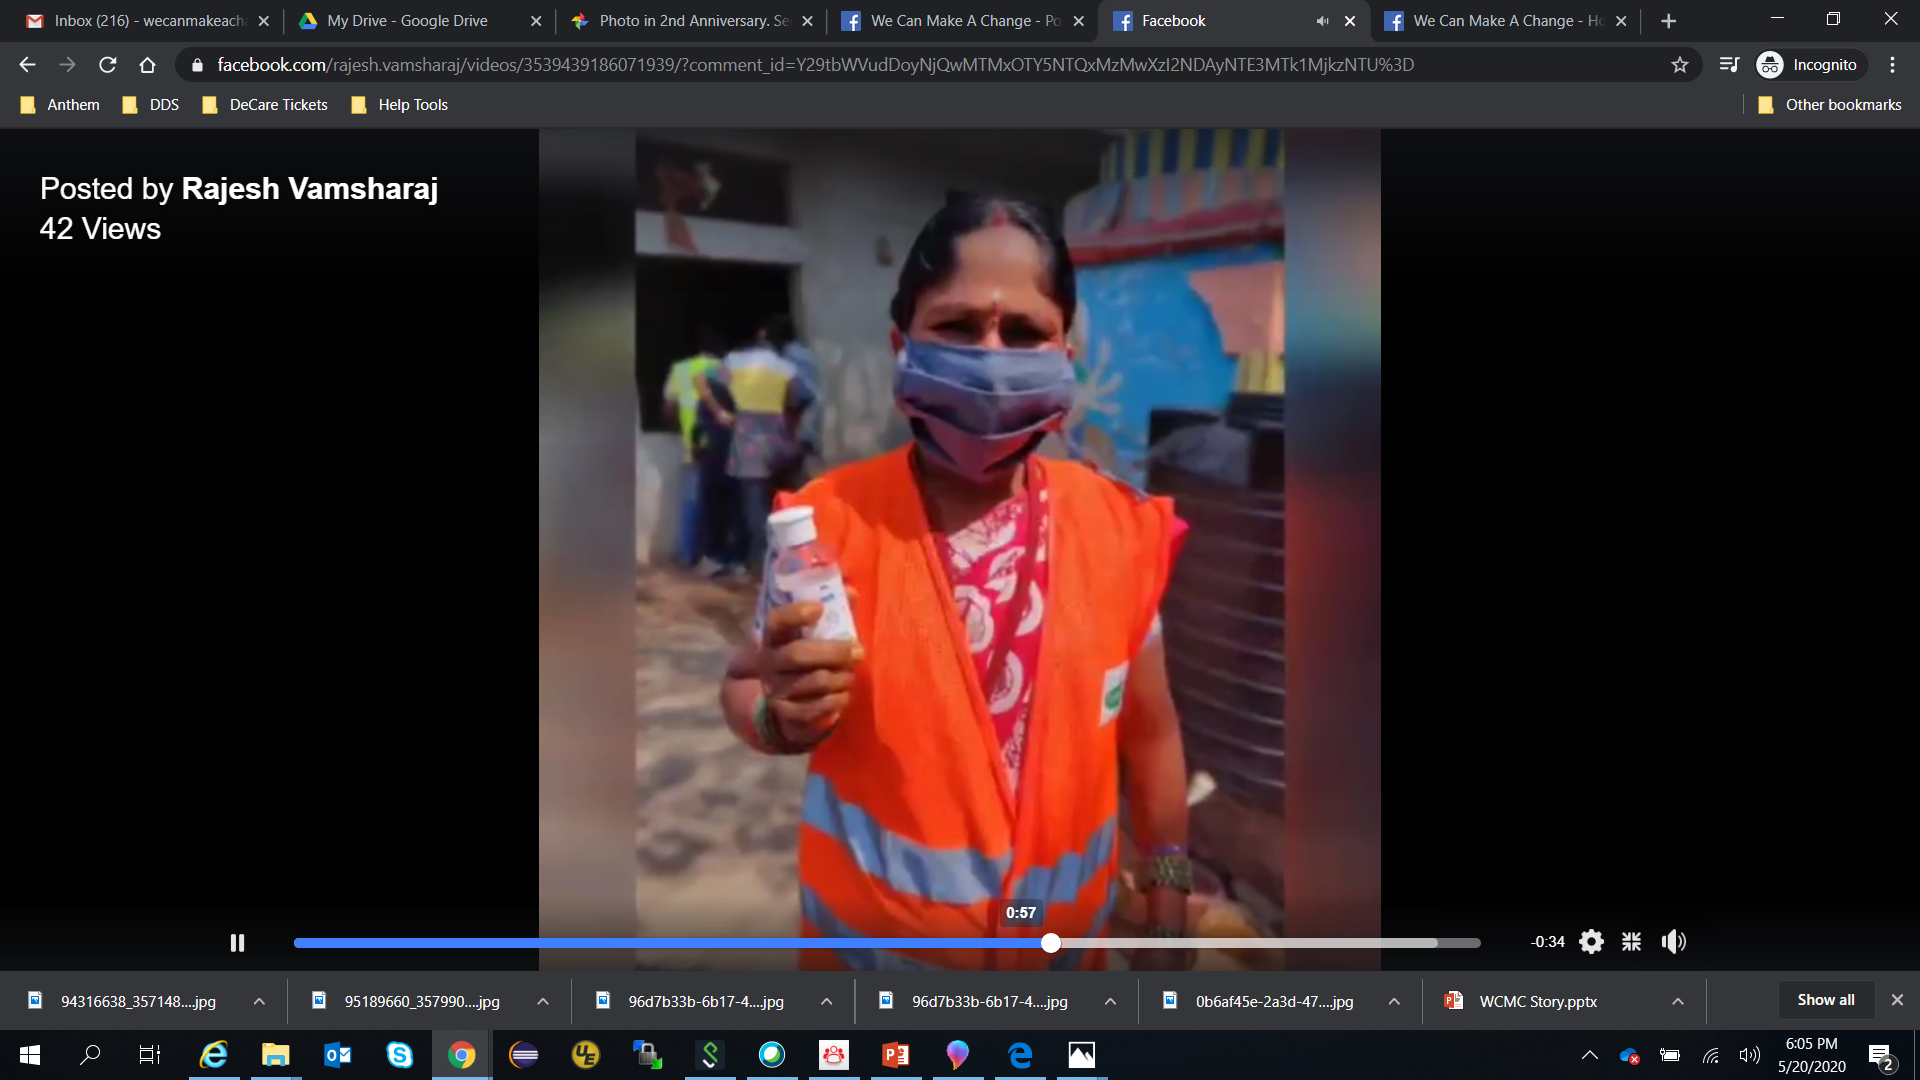 Inbox (216) - wecanmakeach
My Drive - Google Drive
Photo in 2nd Anniversary. Se
We Can Make A Change - Po
Facebook
We Can Make A Change - Ho
facebook.com/rajesh.vamsharaj/videos/3539439186071939/?comment_id=Y29tbWVudDoyNjQwMTMxOTY5NTQxMzMwXzI2NDAyNTE3MTk1MjkzNTU%3D
Incognito
Anthem
DDS
DeCare Tickets
Help Tools
Other bookmarks
Posted by Rajesh Vamsharaj
42 Views
0:57
-0:34
94316638_357148....jpg
95189660_357990....jpg
96d7b33b-6b17-4....jpg
96d7b33b-6b17-4....jpg
0b6af45e-2a3d-47....jpg
WCMC Story.pptx
Show all
6:05 PM
5/20/2020
2